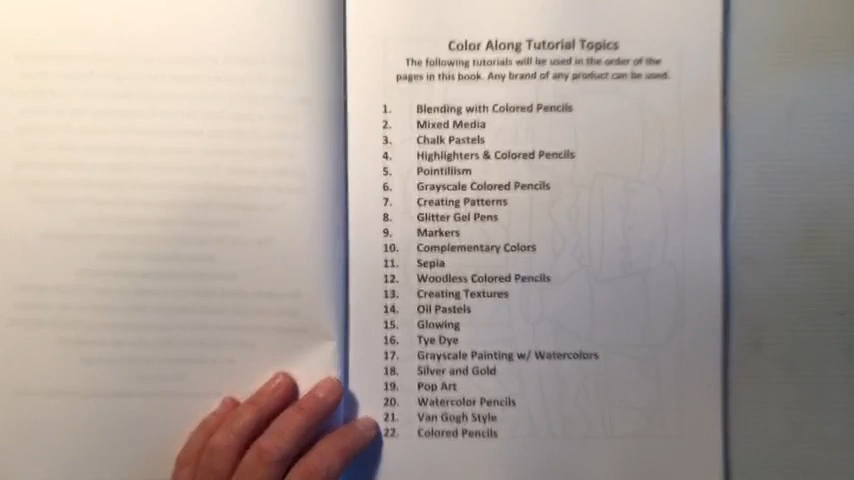 Color Along Tutorial Topics
The following tutorials will be used in the order of the
pages in this book. Any brand of any product can be used.
1. Blending with Colored Pencils
2. Mixed Media
3. Chalk Pastels
4. Highlighters & Colored Pencils
5. Pointillism
6. Grayscale Colored Pencils
7. Creating Patterns
8. Glitter Gel Pens
9. Markers
10. Complementary Colors
11. Sepia
12. Woodless Colored Pencils
13. Creating Textures
14. Oil Pastels
15. Glowing
16. Tye Dye
17. Grayscale Painting w/ Watercolors
18. Silver and Gold
19. Pop Art
20. Watercolor Pencils
21. Van Gogh Style
22. Colored Pencils